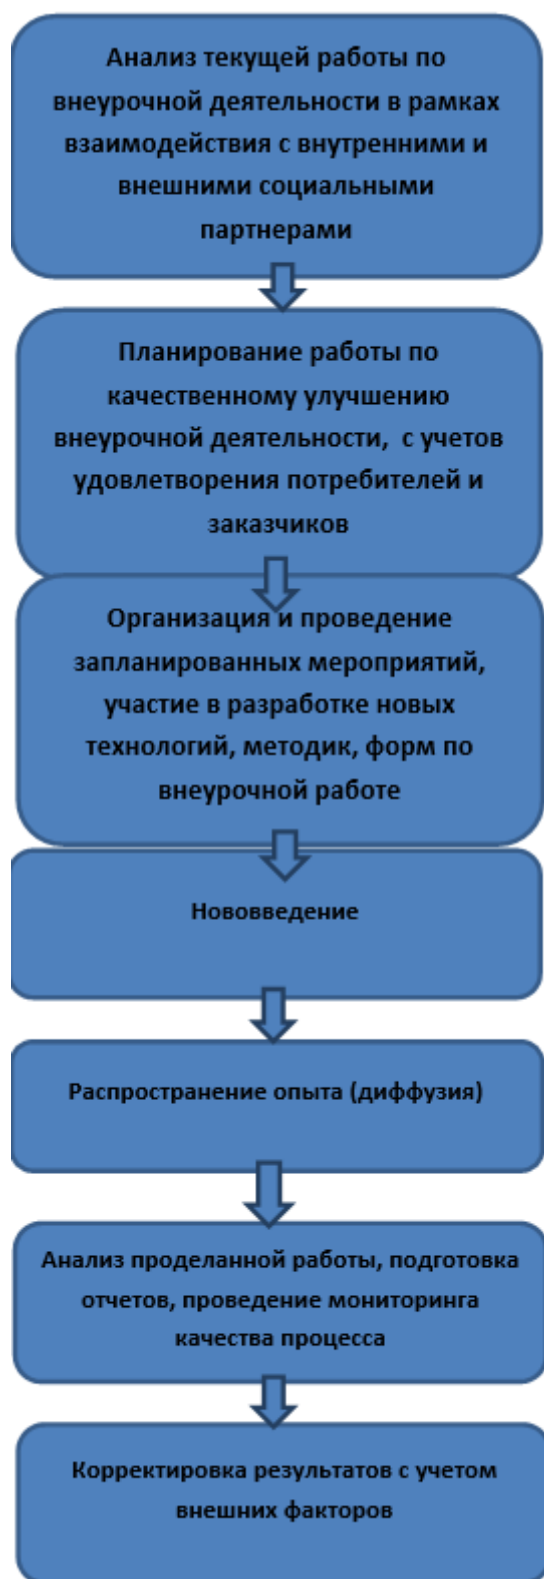 Анализ текущей работы по
внеурочной деятельности в рамках
взаимодействия с внутренними и
внешними социальными
партнерами
Планирование работы по
качественному улучшению
внеурочной деятельности, с учетов
удовлетворения потребителей и
заказчиков
Организация и проведение
запланированных мероприятий,
участие в разработке новых
технологий, методик, форм по
внеурочной работе
Нововведение
Распространение опыта (диффузия)
Анализ проделанной работы, подготовка
отчетов, проведение мониторинга
качества процесса
Корректировка результатов с учетом
внешних факторов